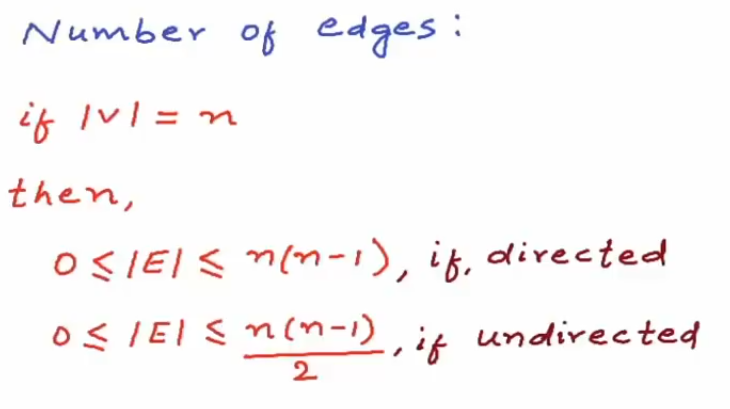 Number of edges:
if |V| = n
then,
0 ≤ |E| ≤ n(n-1), if, directed
0 ≤ |E| ≤ n(n-1)/2, if undirected